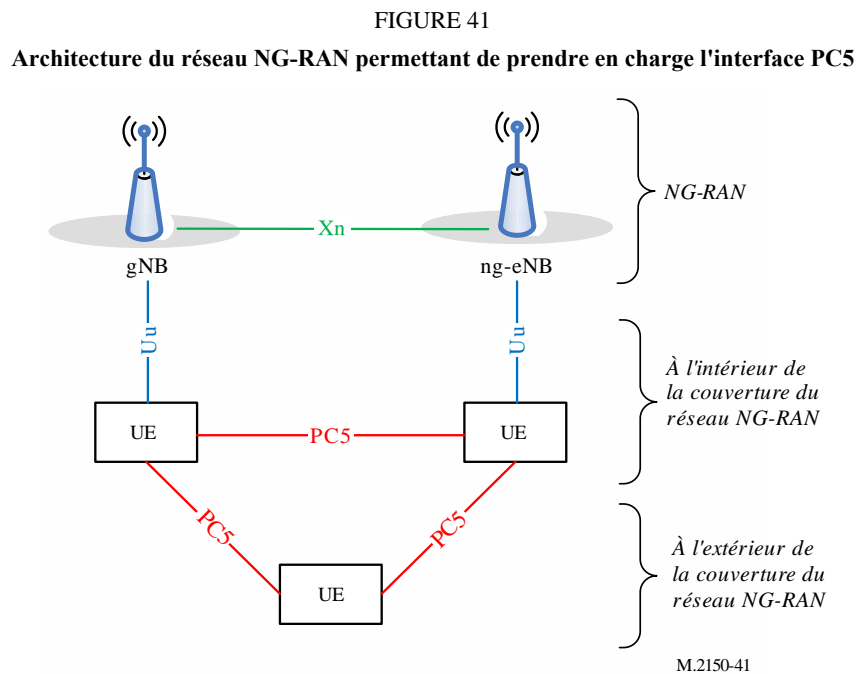 FIGURE 41
Architecture du réseau NG-RAN permettant de prendre en charge l'interface PC5
NG-RAN
Xn
gNB
ng-eNB
Uu
Uu
À l'intérieur de
la couverture du
réseau NG-RAN
UE
PC5
UE
PC5
PC5
À l'extérieur de
la couverture du
réseau NG-RAN
UE
M.2150-41